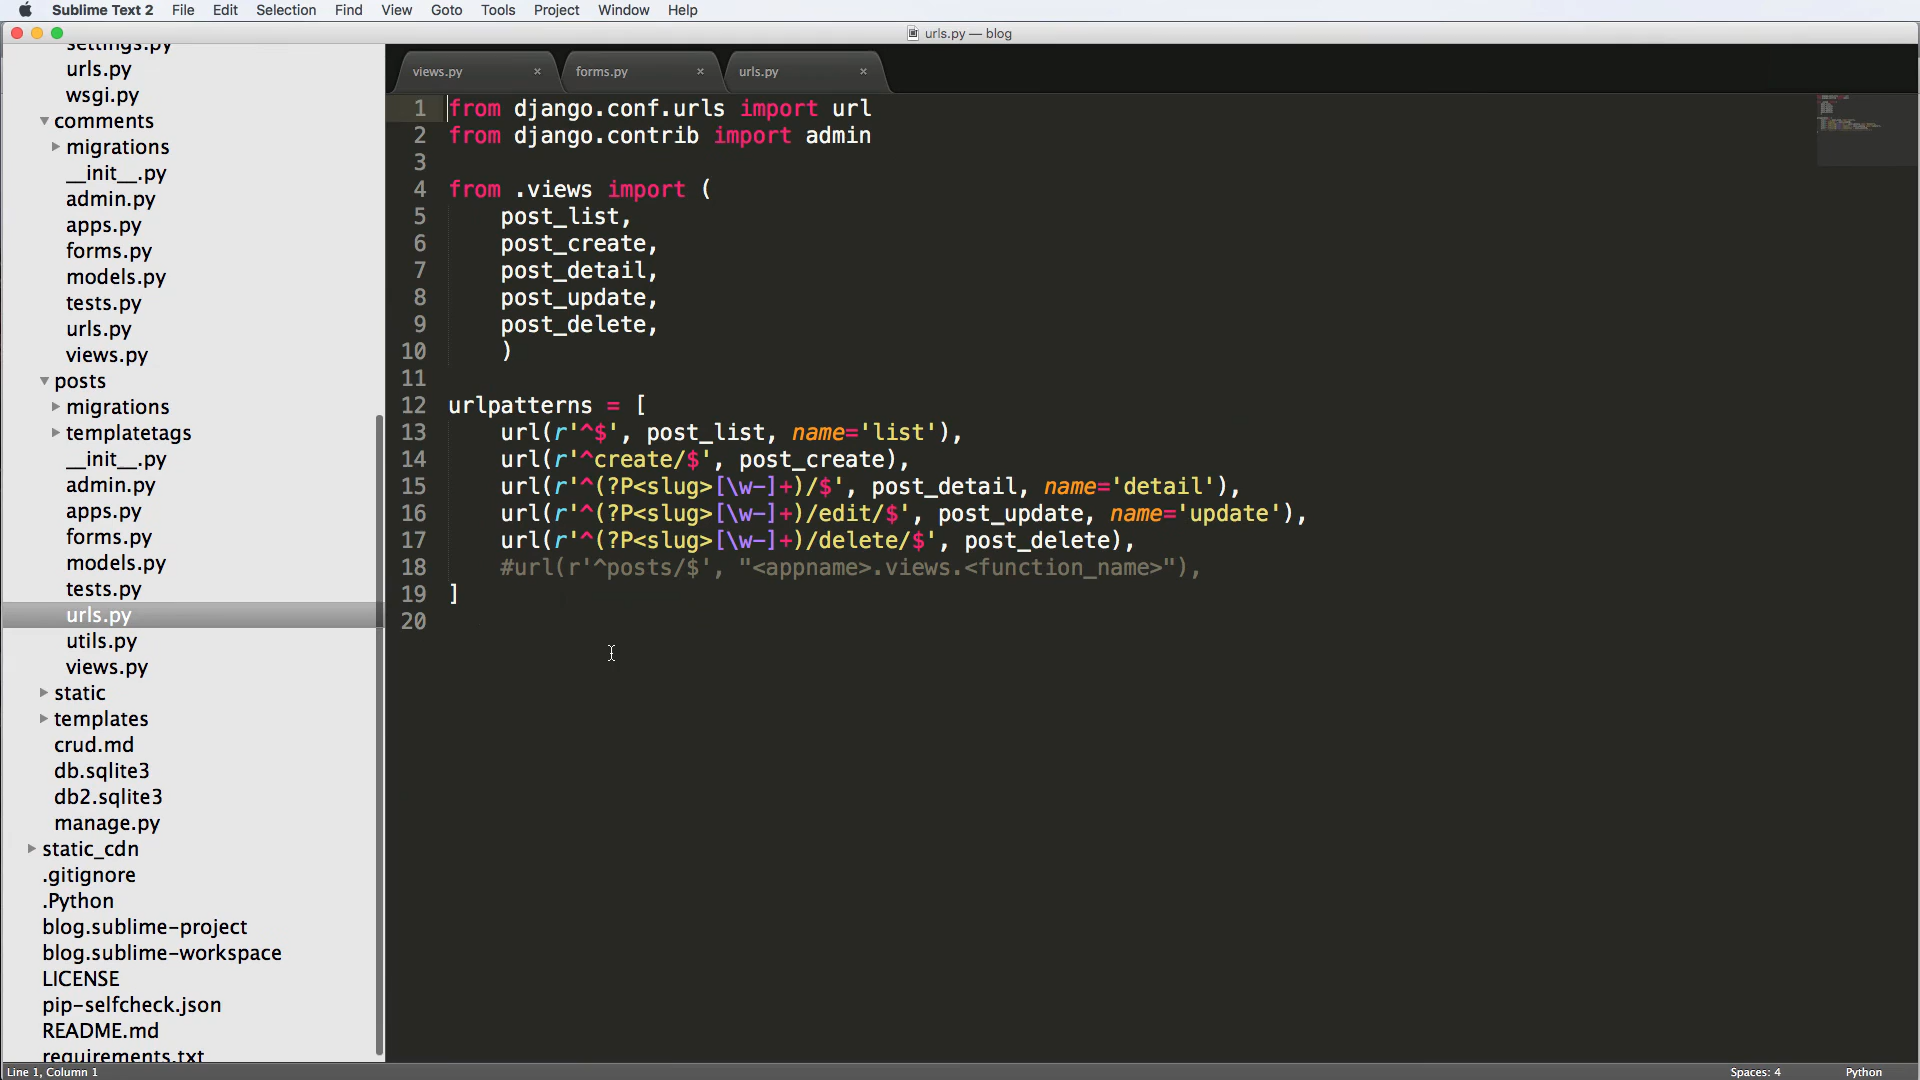 Sublime Text 2 File Edit Selection Find View Goto Tools Project Window Help
urls.py — blog
settings.py
urls.py
wsgi.py
comments
migrations
__init__.py
admin.py
apps.py
forms.py
models.py
tests.py
urls.py
views.py
posts
migrations
templatetags
__init__.py
admin.py
apps.py
forms.py
models.py
tests.py
urls.py
utils.py
views.py
static
templates
crud.md
db.sqlite3
db2.sqlite3
manage.py
static_cdn
.gitignore
.Python
blog.sublime-project
blog.sublime-workspace
LICENSE
pip-selfcheck.json
README.md
requirements.txt
views.py × forms.py × urls.py ×
1 from django.conf.urls import url
2 from django.contrib import admin
3
4 from .views import (
5 post_list,
6 post_create,
7 post_detail,
8 post_update,
9 post_delete,
10 )
11
12 urlpatterns = [
13 url(r'^$', post_list, name='list'),
14 url(r'^create/$', post_create),
15 url(r'^(?P<slug>[\w-]+)/$', post_detail, name='detail'),
16 url(r'^(?P<slug>[\w-]+)/edit/$', post_update, name='update'),
17 url(r'^(?P<slug>[\w-]+)/delete/$', post_delete),
18 #url(r'^posts/$', "<appname>.views.<function_name>"),
19 ]
20
Line 1, Column 1 Spaces: 4 Python